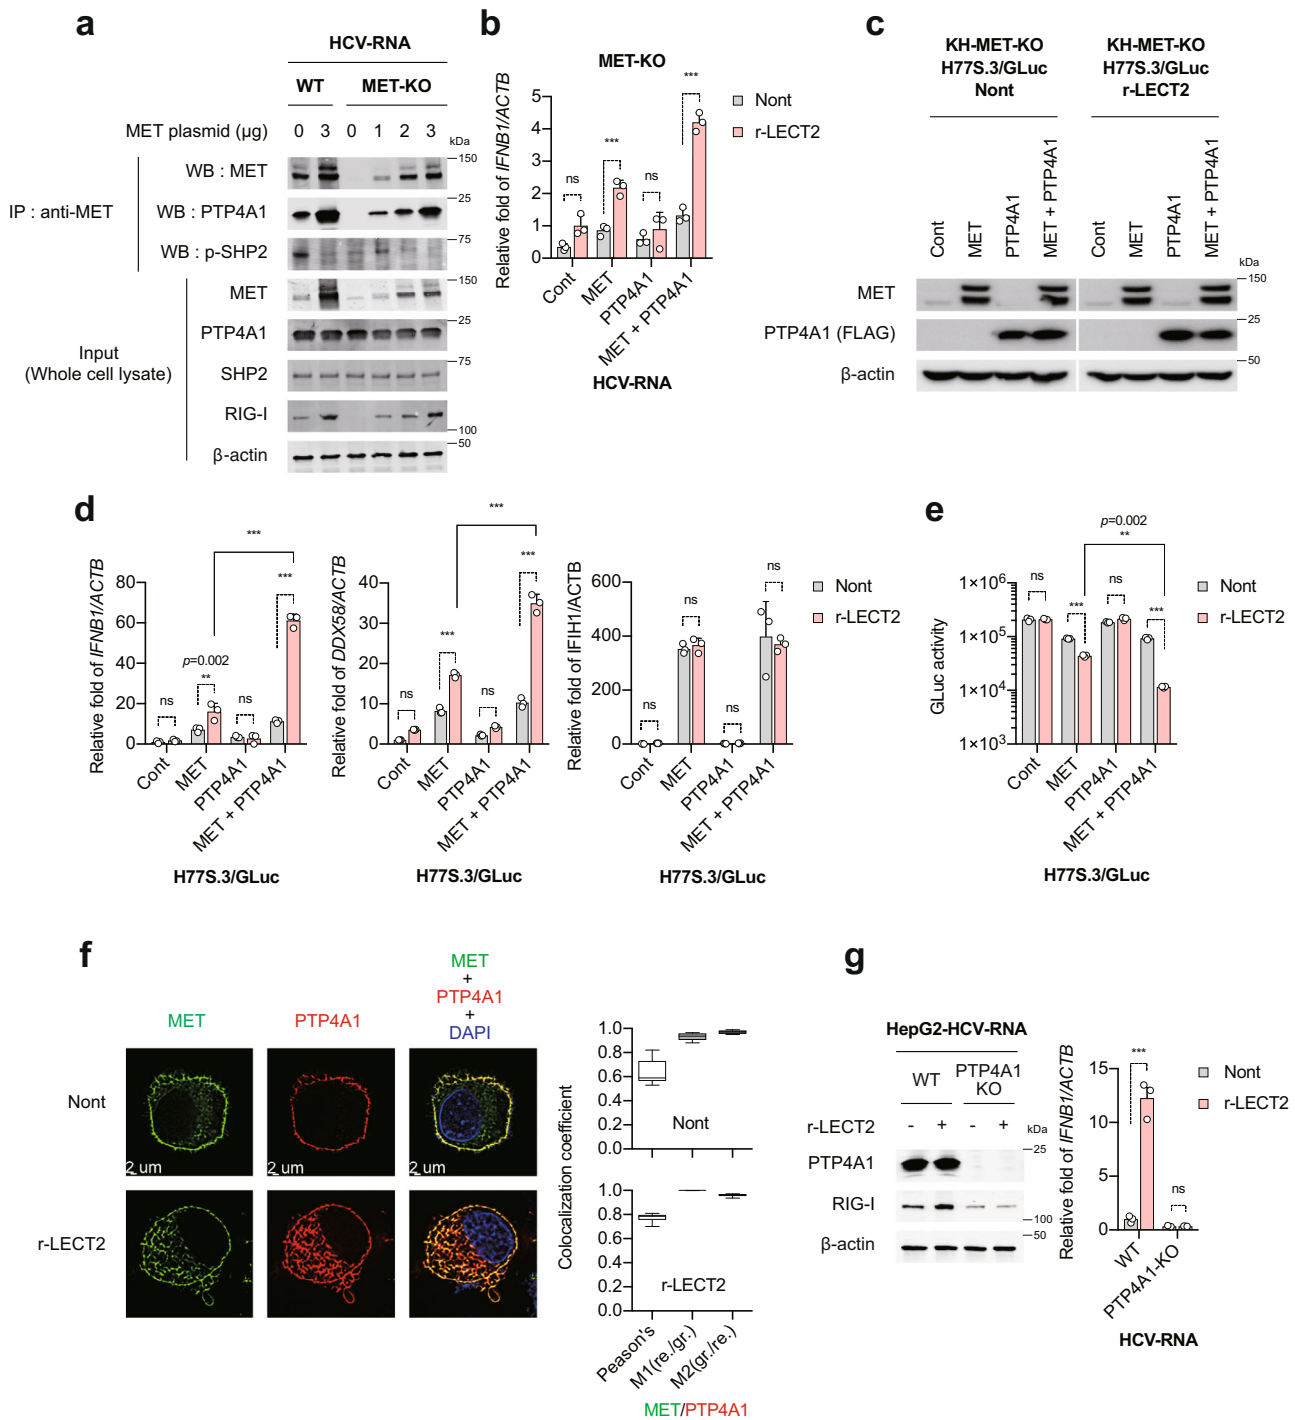 a
HCV-RNA
WT MET-KO
MET plasmid (µg) 0 3 0 1 2 3
kDa
WB : MET
150
IP : anti-MET
WB : PTP4A1
25
WB : p-SHP2
75
MET
150
PTP4A1
25
Input
(Whole cell lysate)
SHP2
75
RIG-I
100
β-actin
50
b
MET-KO
Relative fold of IFNB1/ACTB
5
4
3
2
1
0
ns
***
ns
***
Nont
r-LECT2
Cont
MET
PTP4A1
MET + PTP4A1
HCV-RNA
c
KH-MET-KO
H77S.3/GLuc
Nont
KH-MET-KO
H77S.3/GLuc
r-LECT2
Cont
MET
PTP4A1
MET + PTP4A1
Cont
MET
PTP4A1
MET + PTP4A1
kDa
MET
150
PTP4A1 (FLAG)
25
β-actin
50
d
Relative fold of IFNB1/ACTB
80
60
40
20
0
***
***
p=0.002
**
ns
ns
Cont
MET
PTP4A1
MET + PTP4A1
H77S.3/GLuc
Relative fold of DDX58/ACTB
40
30
20
10
0
***
***
***
ns
ns
Cont
MET
PTP4A1
MET + PTP4A1
H77S.3/GLuc
Relative fold of IFIH1/ACTB
600
400
200
0
ns
ns
ns
ns
Cont
MET
PTP4A1
MET + PTP4A1
H77S.3/GLuc
Nont
r-LECT2
e
p=0.002
**
GLuc activity
1×10⁶
1×10⁵
1×10⁴
1×10³
ns
***
ns
***
Nont
r-LECT2
Cont
MET
PTP4A1
MET + PTP4A1
H77S.3/GLuc
f
MET
PTP4A1
MET
+
PTP4A1
+
DAPI
Nont
2 um
2 um
2 um
r-LECT2
Colocalization coefficient
1.0
0.8
0.6
0.4
0.2
0.0
Nont
1.0
0.8
0.6
0.4
0.2
0.0
r-LECT2
Peason's
M1(re./gr.)
M2(gr./re.)
MET/PTP4A1
g
HepG2-HCV-RNA
WT PTP4A1
KO
r-LECT2 - + - +
kDa
PTP4A1
25
RIG-I
100
β-actin
50
Relative fold of IFNB1/ACTB
15
10
5
0
***
ns
Nont
r-LECT2
WT
PTP4A1-KO
HCV-RNA